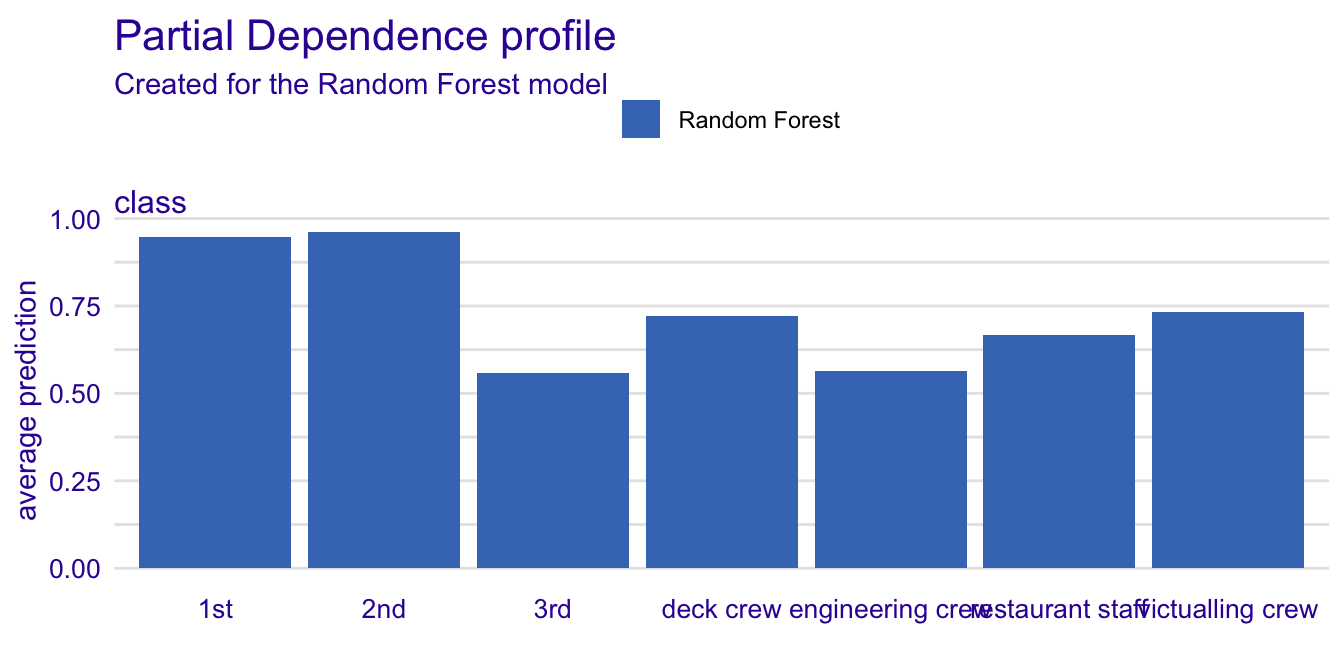 Partial Dependence profile
Created for the Random Forest model
Random Forest
class
average prediction
1.00
0.75
0.50
0.25
0.00
1st 2nd 3rd deck crew engineering crew restaurant staff victualling crew